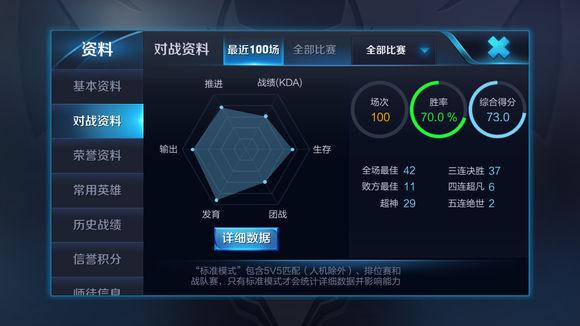 资料
对战资料
最近100场
全部比赛
全部比赛
基本资料
对战资料
荣誉资料
常用英雄
历史战绩
信誉积分
师徒信息
推进
战绩(KDA)
输出
生存
发育
团战
详细数据
场次
100
胜率
70.0 %
综合得分
73.0
全场最佳 42
三连决胜 37
败方最佳 11
四连超凡 6
超神 29
五连绝世 2
“标准模式”包含5V5匹配（人机除外）、排位赛和
战队赛，只有标准模式才会统计详细数据并影响能力